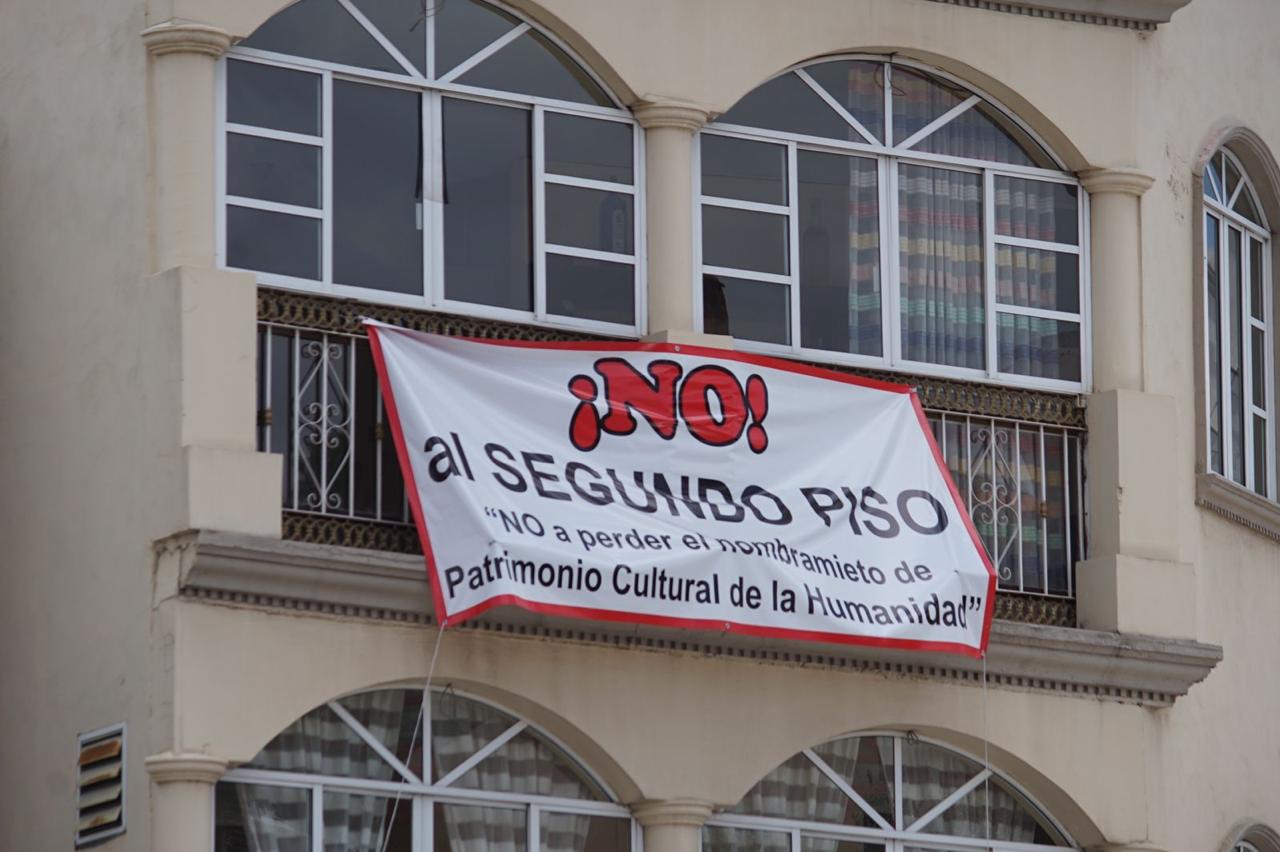 ¡NO!
al SEGUNDO PISO
“NO a perder el nombramieto de
Patrimonio Cultural de la Humanidad”